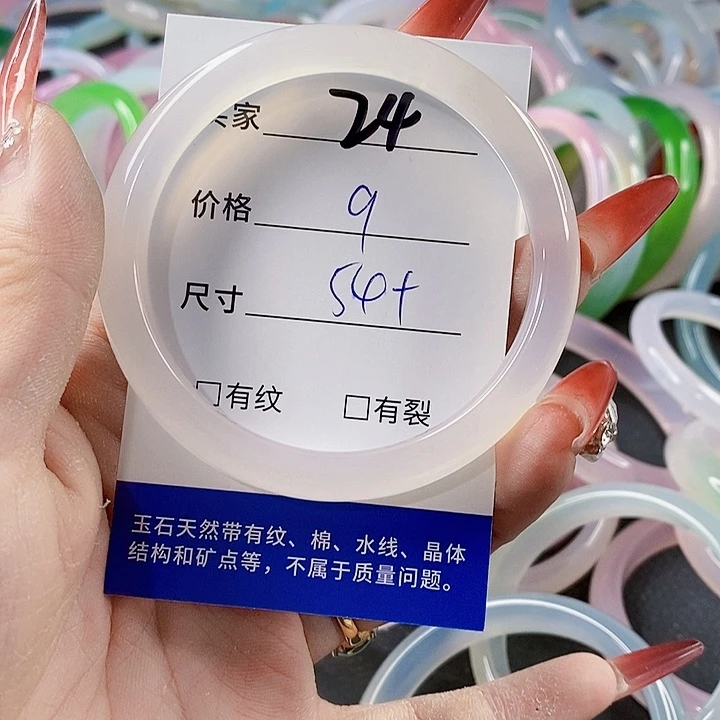 家 24
价格 9
尺寸 54+
□有纹 □有裂
玉石天然带有纹、棉、水线、晶体
结构和矿点等，不属于质量问题。